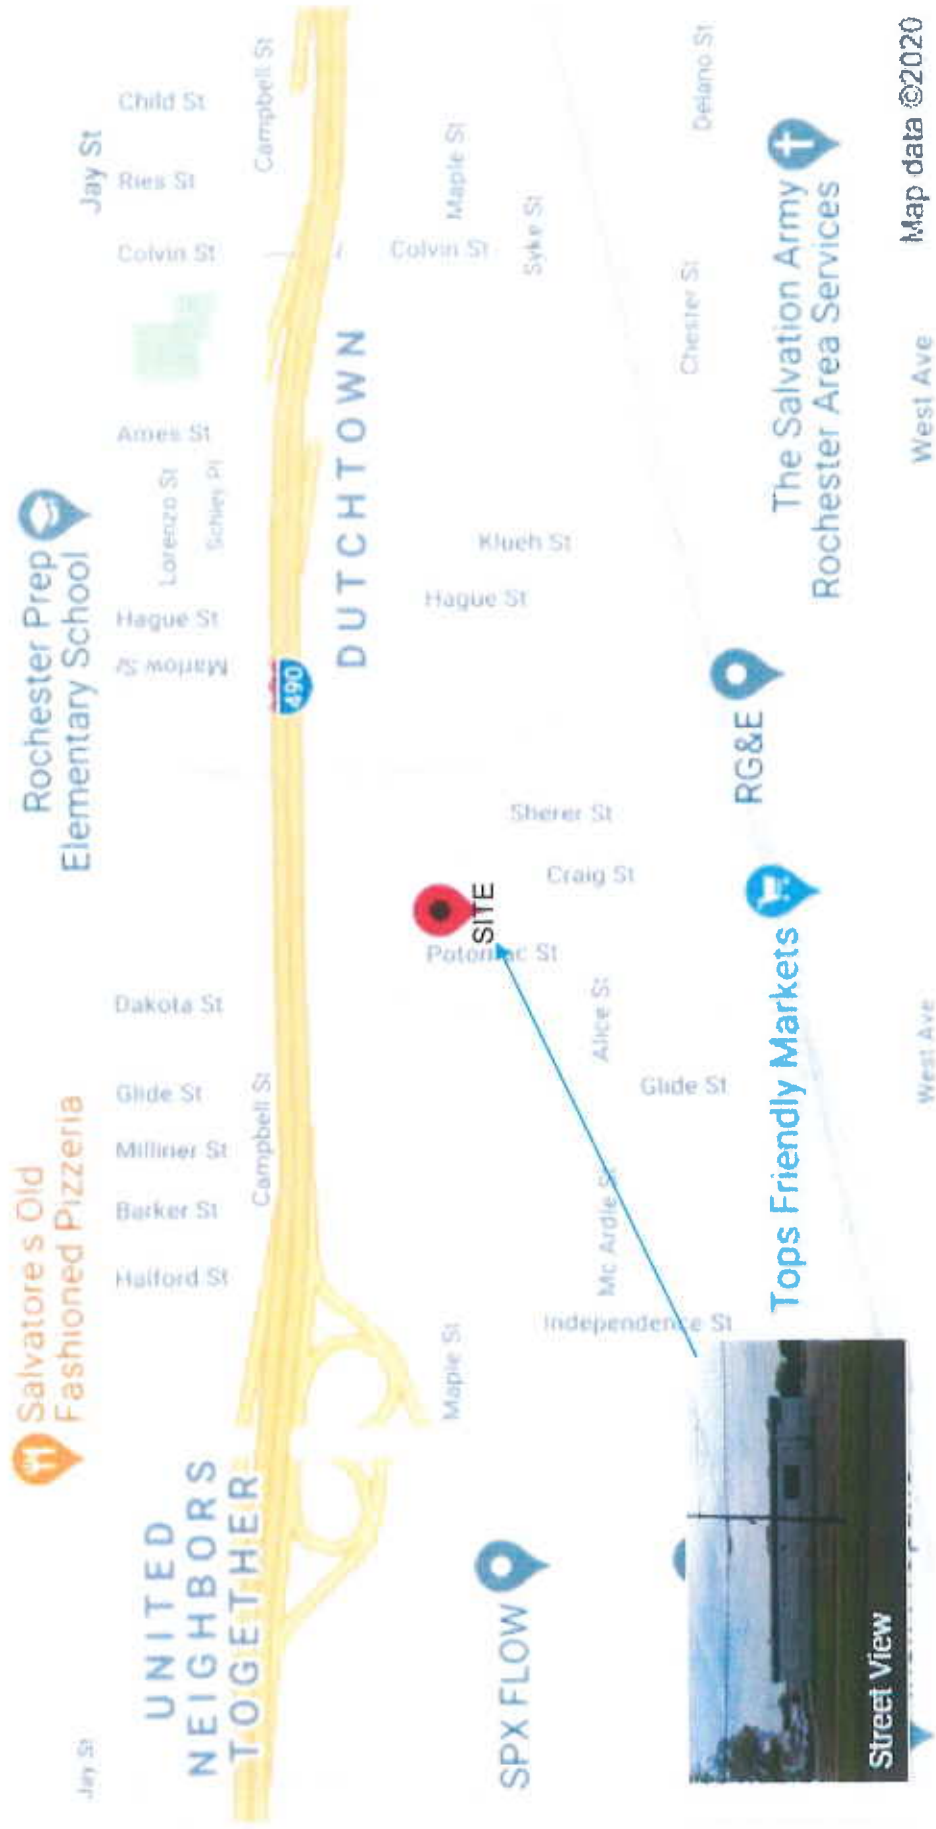 Salvatore s Old
Fashioned Pizzeria
Rochester Prep
Elementary School
Jay St
Jay St
UNITED
NEIGHBORS
TOGETHER
Halford St
Barker St
Milliner St
Glide St
Dakota St
Marlow St
Hague St
Lorenzo St
Schley Pl
Ames St
Colvin St
Ries St
Child St
Campbell St
Campbell St
490
DUTCHTOWN
Maple St
Potomac St
SITE
Hague St
Klueh St
Colvin St
Maple St
Syke St
SPX FLOW
Independence St
Mc Ardle St
Alice St
Craig St
Sherer St
Glide St
Chester St
Delano St
Tops Friendly Markets
RG&E
The Salvation Army
Rochester Area Services
Street View
West Ave
West Ave
Map data ©2020